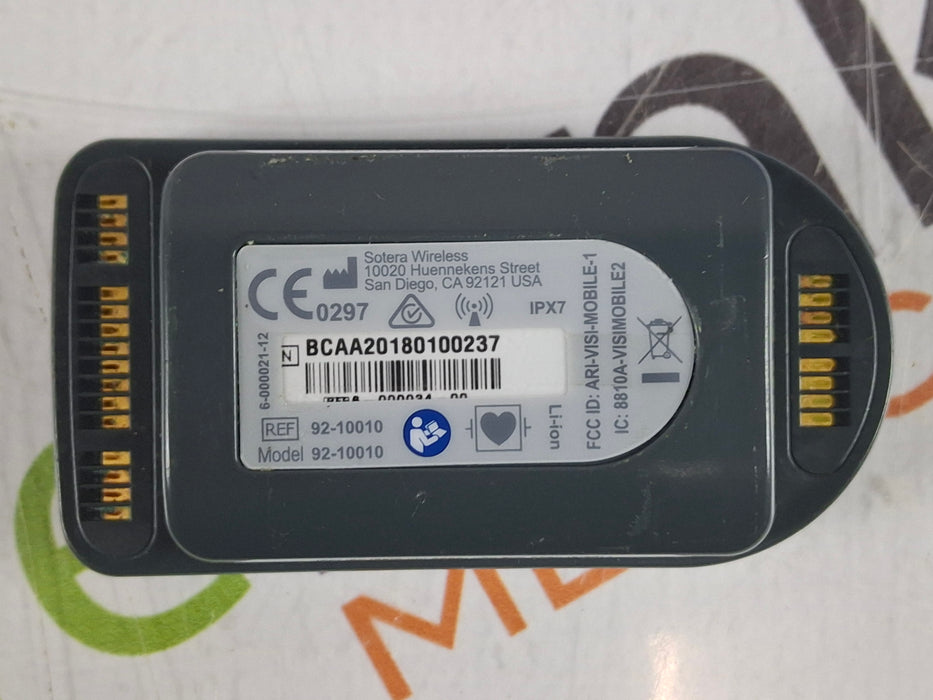 Sotera Wireless
10020 Huennekens Street
San Diego, CA 92121 USA
CE 0297
IPX7
6-000021-12
N
BCAA20180100237
REF 92-10010
Model 92-10010
Li-ion
FCC ID: ARI-VISI-MOBILE-1
IC: 8810A-VISIMOBILE2